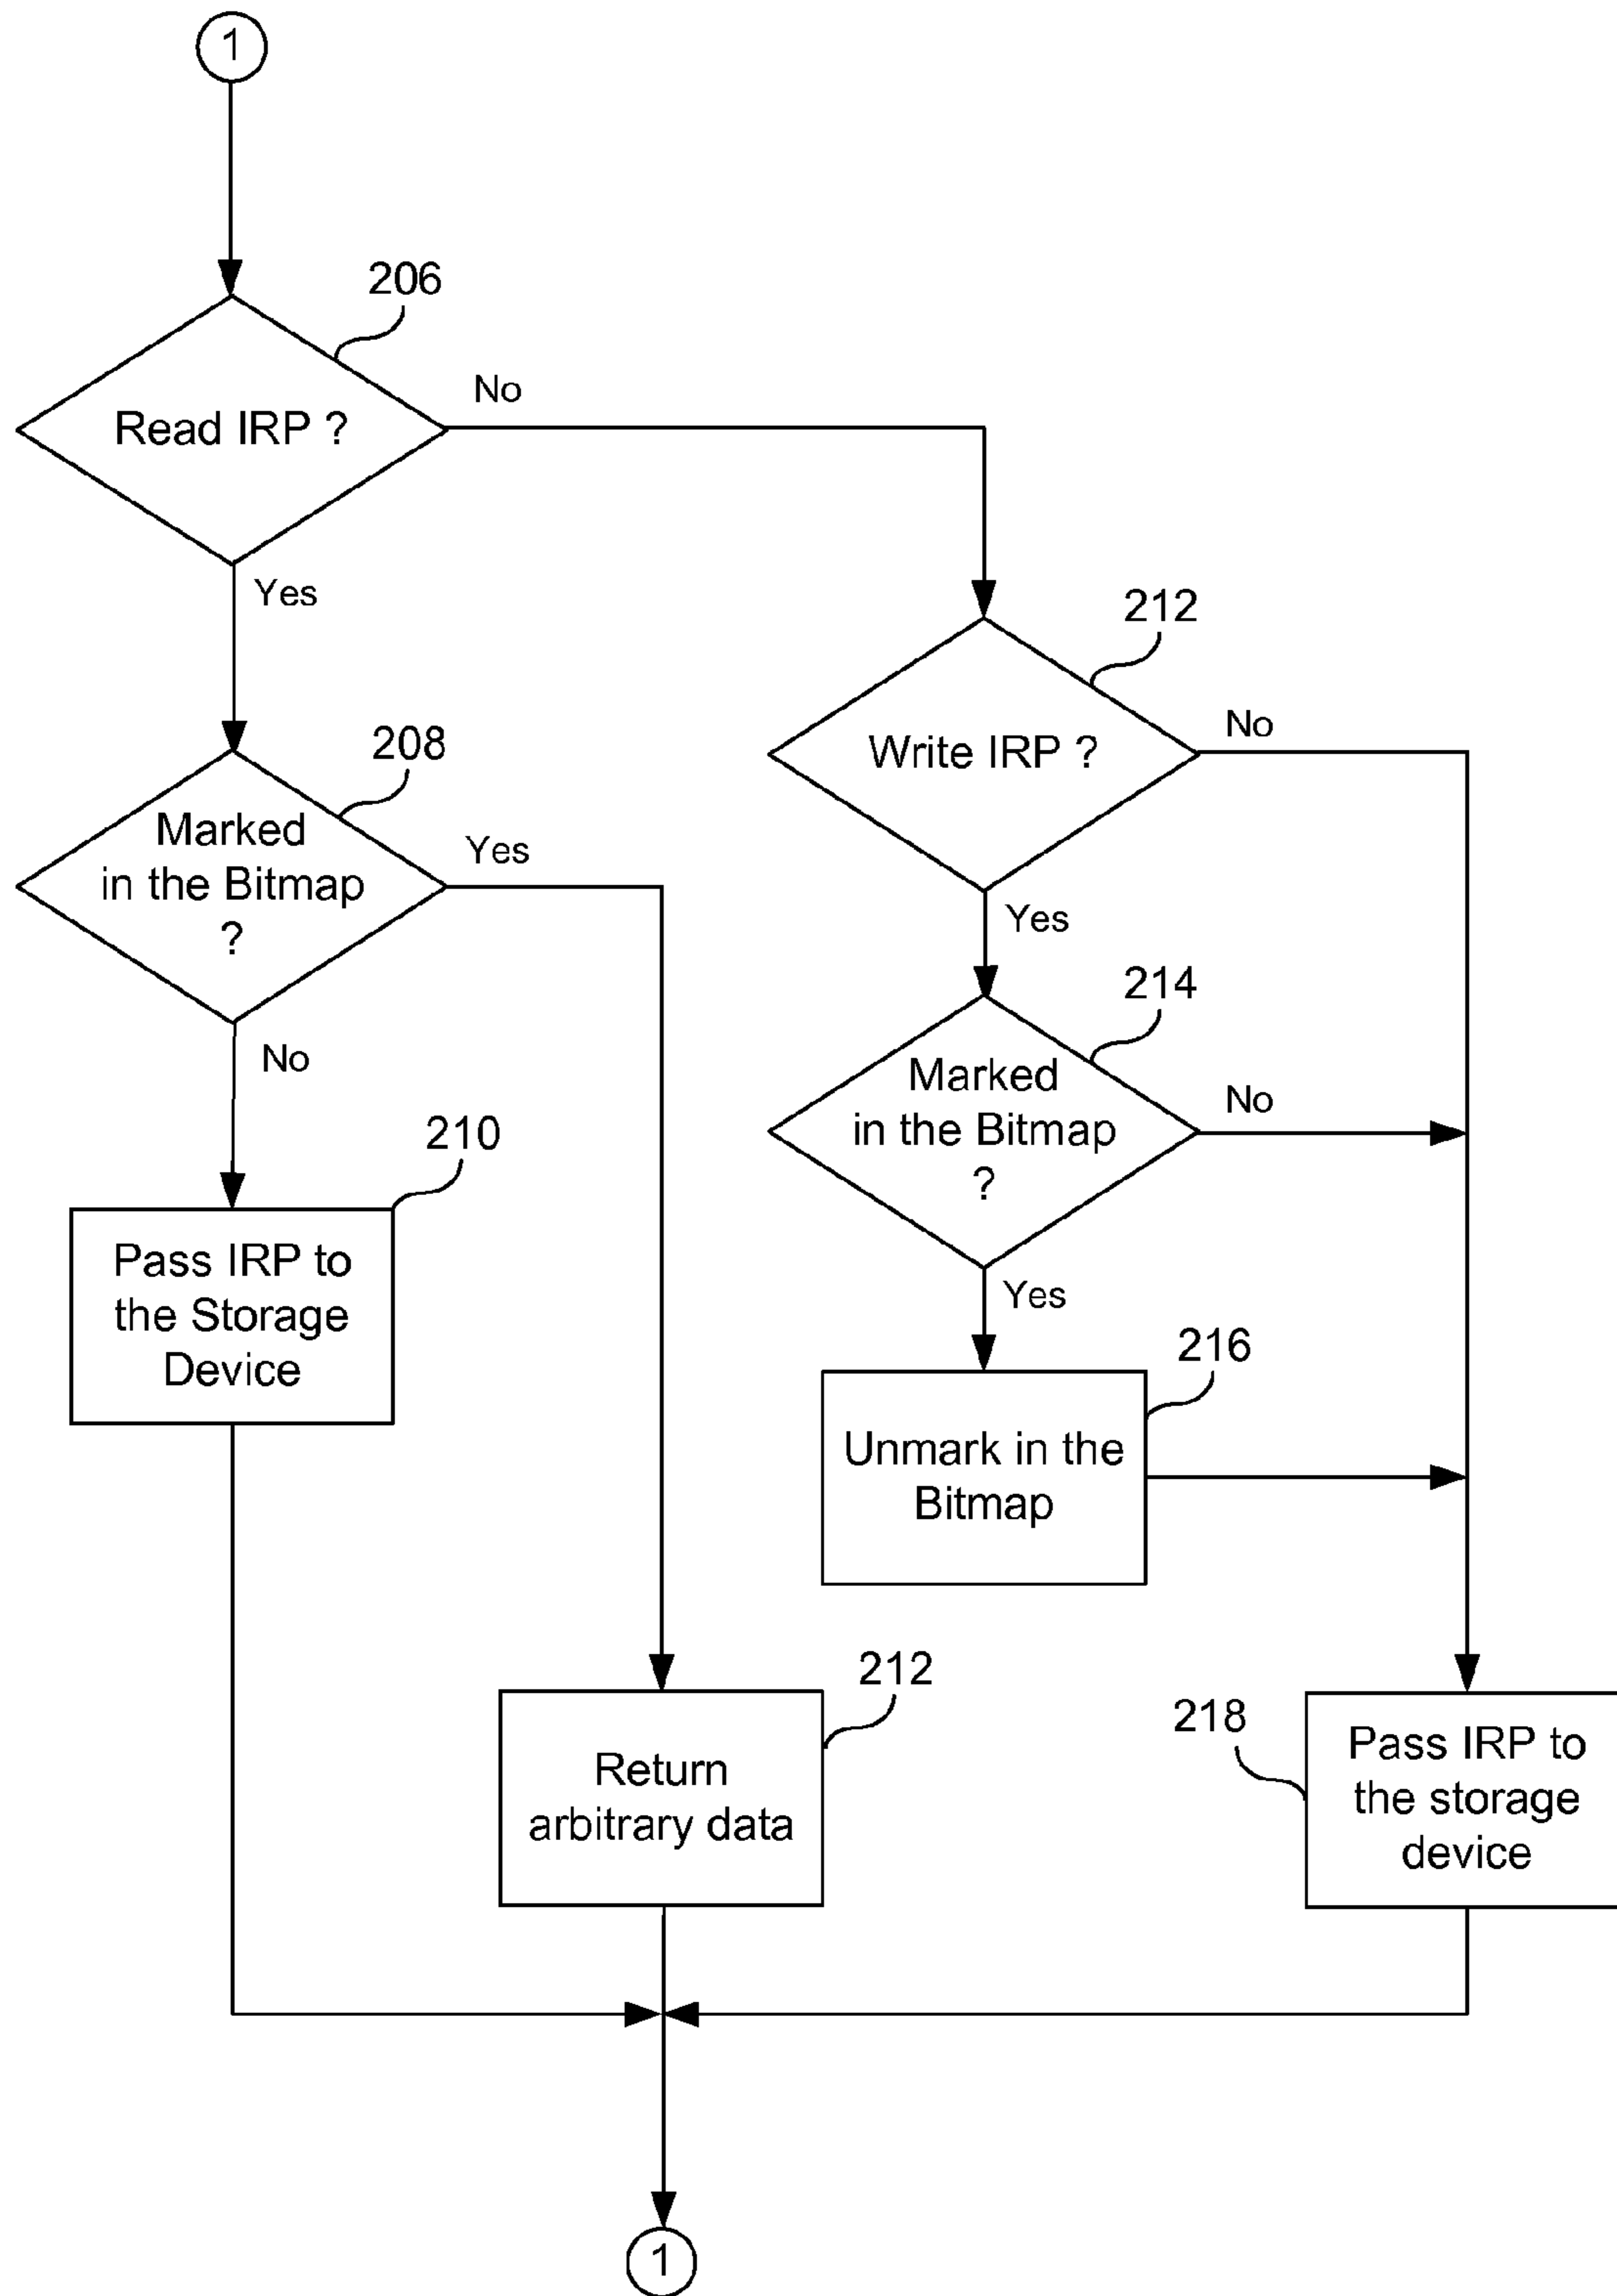 1
206
Read IRP ?
No
Yes
212
Write IRP ?
No
208
Marked
in the Bitmap
?
Yes
Yes
214
Marked
in the Bitmap
?
No
No
210
Pass IRP to
the Storage
Device
Yes
216
Unmark in the
Bitmap
212
Return
arbitrary data
218
Pass IRP to
the storage
device
1